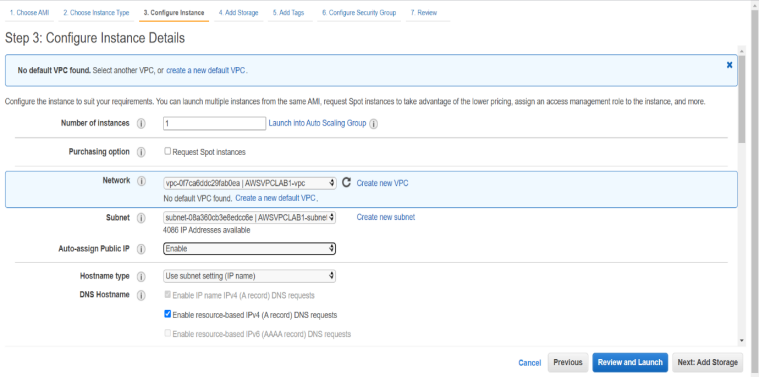 1. Choose AMI 2. Choose Instance Type 3. Configure Instance 4. Add Storage 5. Add Tags 6. Configure Security Group 7. Review
Step 3: Configure Instance Details
No default VPC found. Select another VPC, or create a new default VPC.
Configure the instance to suit your requirements. You can launch multiple instances from the same AMI, request Spot instances to take advantage of the lower pricing, assign an access management role to the instance, and more.
Number of instances 1 Launch into Auto Scaling Group
Purchasing option Request Spot instances
Network vpc-0f7ca6ddc29fab0ea | AWSVPCLAB1-vpc Create new VPC
No default VPC found. Create a new default VPC.
Subnet subnet-08a360cb3e8edcc6e | AWSVPCLAB1-subnet Create new subnet
4086 IP Addresses available
Auto-assign Public IP Enable
Hostname type Use subnet setting (IP name)
DNS Hostname Enable IP name IPv4 (A record) DNS requests
Enable resource-based IPv4 (A record) DNS requests
Enable resource-based IPv6 (AAAA record) DNS requests
Cancel Previous Review and Launch Next: Add Storage